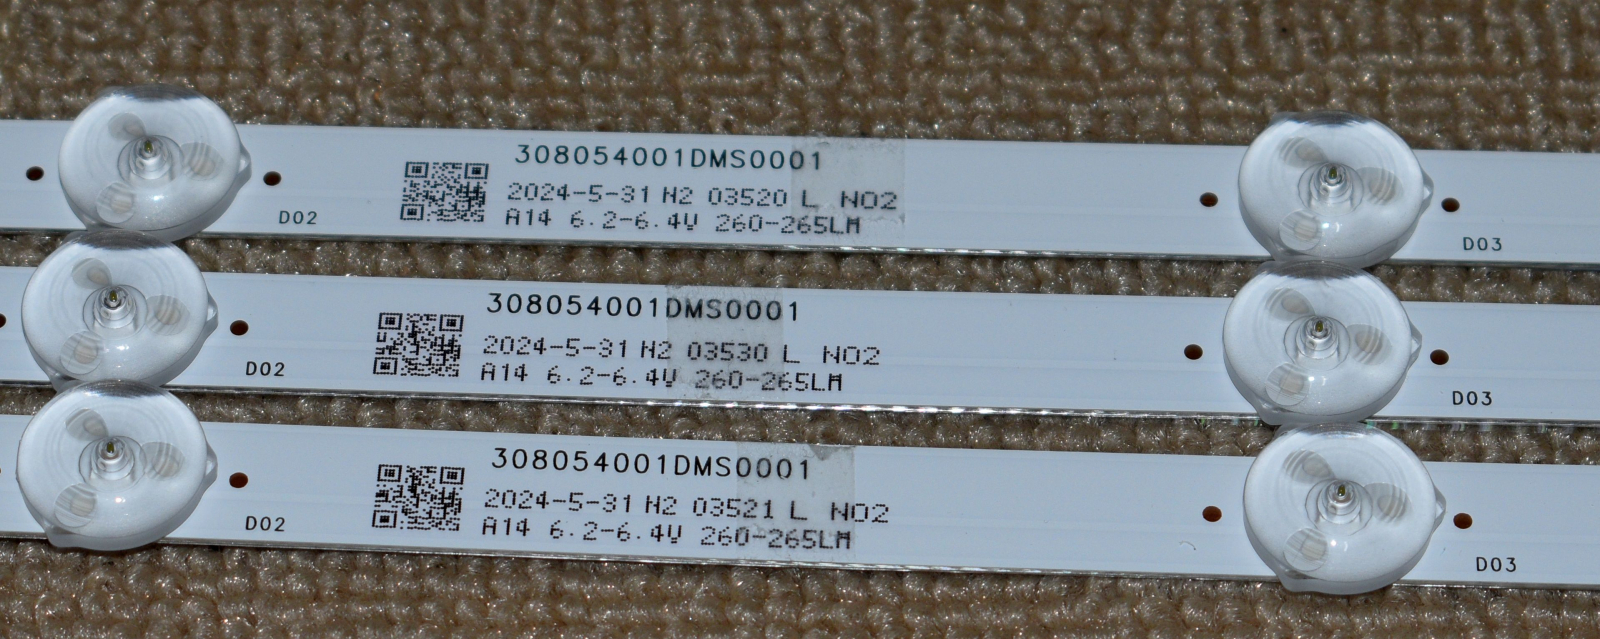 308054001DMS0001
2024-5-31 H2 03520 L NO2
A14 6.2-6.4V 260-265LM
D02
D03
308054001DMS0001
2024-5-31 H2 03530 L NO2
A14 6.2-6.4V 260-265LM
D02
D03
308054001DMS0001
2024-5-31 H2 03521 L NO2
A14 6.2-6.4V 260-265LM
D02
D03